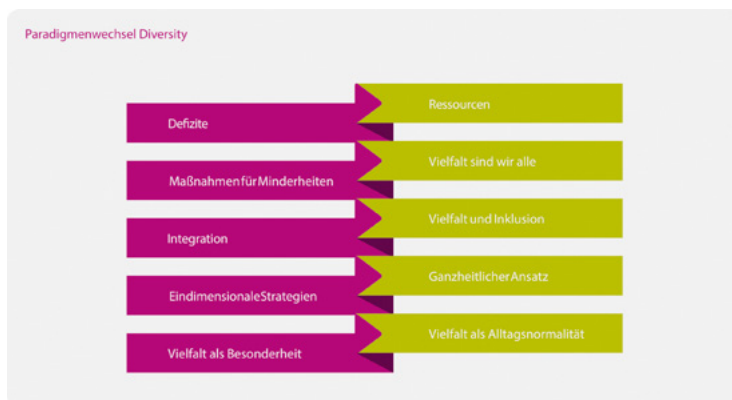 Paradigmenwechsel Diversity
Defizite
Ressourcen
Maßnahmen für Minderheiten
Vielfalt sind wir alle
Integration
Vielfalt und Inklusion
Eindimensionale Strategien
Ganzheitlicher Ansatz
Vielfalt als Besonderheit
Vielfalt als Alltagsnormalität